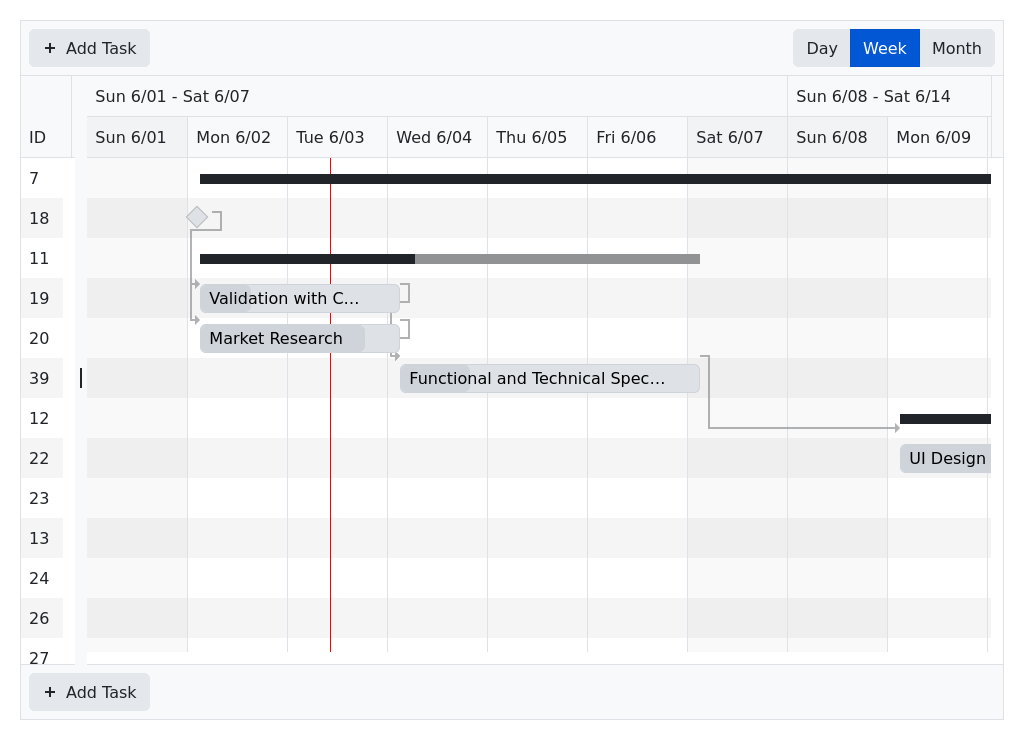 + Add Task
Day Week Month
Sun 6/01 - Sat 6/07 Sun 6/08 - Sat 6/14
ID Sun 6/01 Mon 6/02 Tue 6/03 Wed 6/04 Thu 6/05 Fri 6/06 Sat 6/07 Sun 6/08 Mon 6/09
7
18
11
19 Validation with C...
20 Market Research
39 Functional and Technical Spec...
12
22 UI Design
23
13
24
26
27
+ Add Task